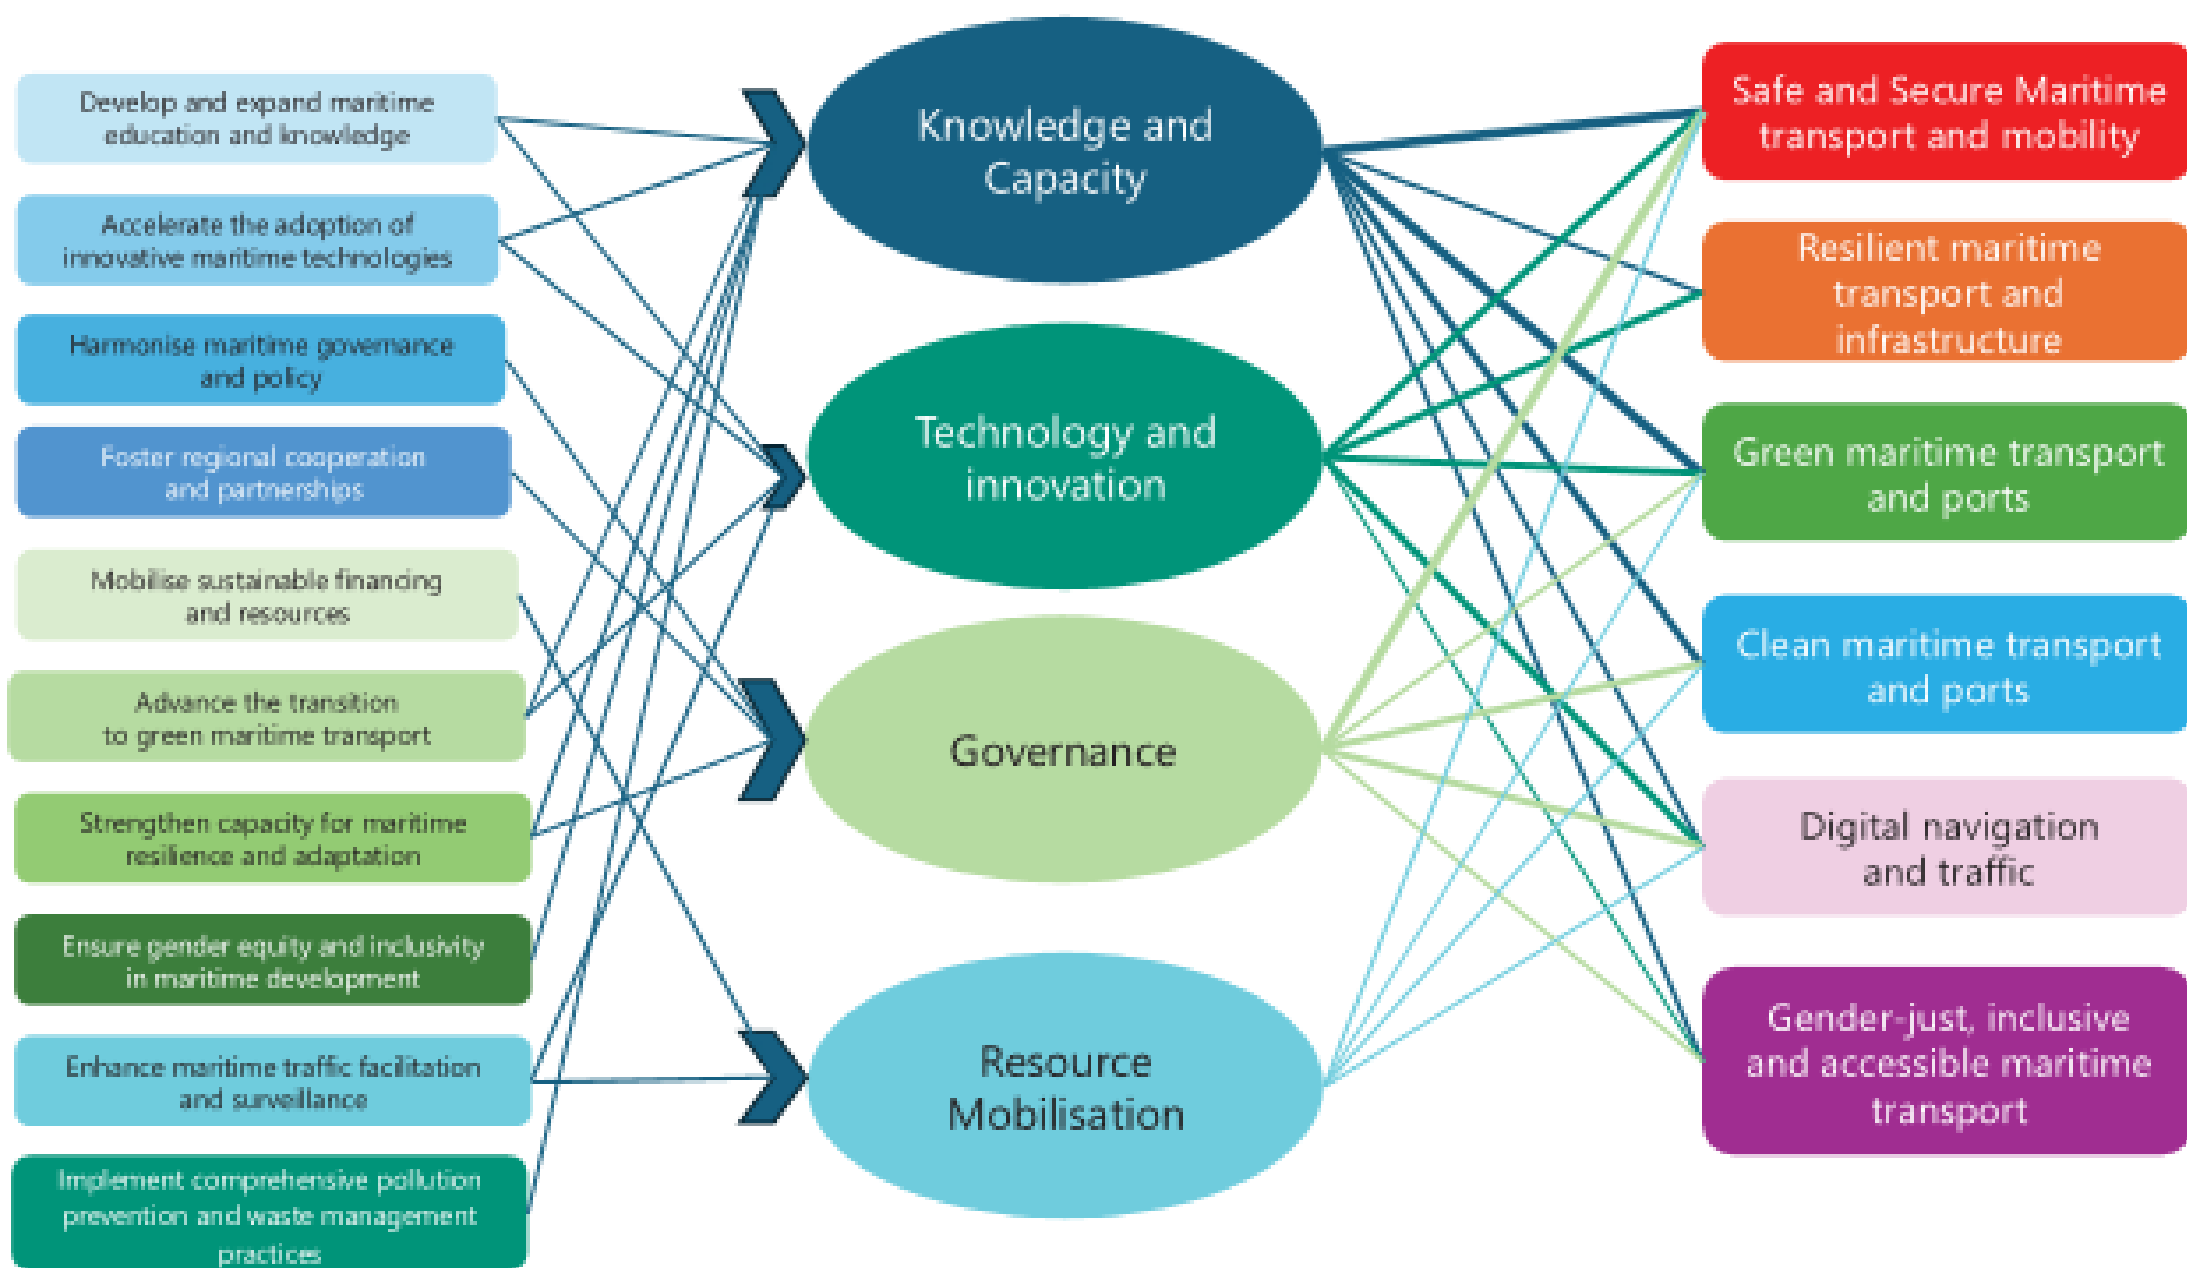 Develop and expand maritime
education and knowledge
Accelerate the adoption of
innovative maritime technologies
Harmonise maritime governance
and policy
Foster regional cooperation
and partnerships
Mobilise sustainable financing
and resources
Advance the transition
to green maritime transport
Strengthen capacity for maritime
resilience and adaptation
Ensure gender equity and inclusivity
in maritime development
Enhance maritime traffic facilitation
and surveillance
Implement comprehensive pollution
prevention and waste management
practices
Knowledge and
Capacity
Technology and
innovation
Governance
Resource
Mobilisation
Safe and Secure Maritime
transport and mobility
Resilient maritime
transport and
infrastructure
Green maritime transport
and ports
Clean maritime transport
and ports
Digital navigation
and traffic
Gender-just, inclusive
and accessible maritime
transport